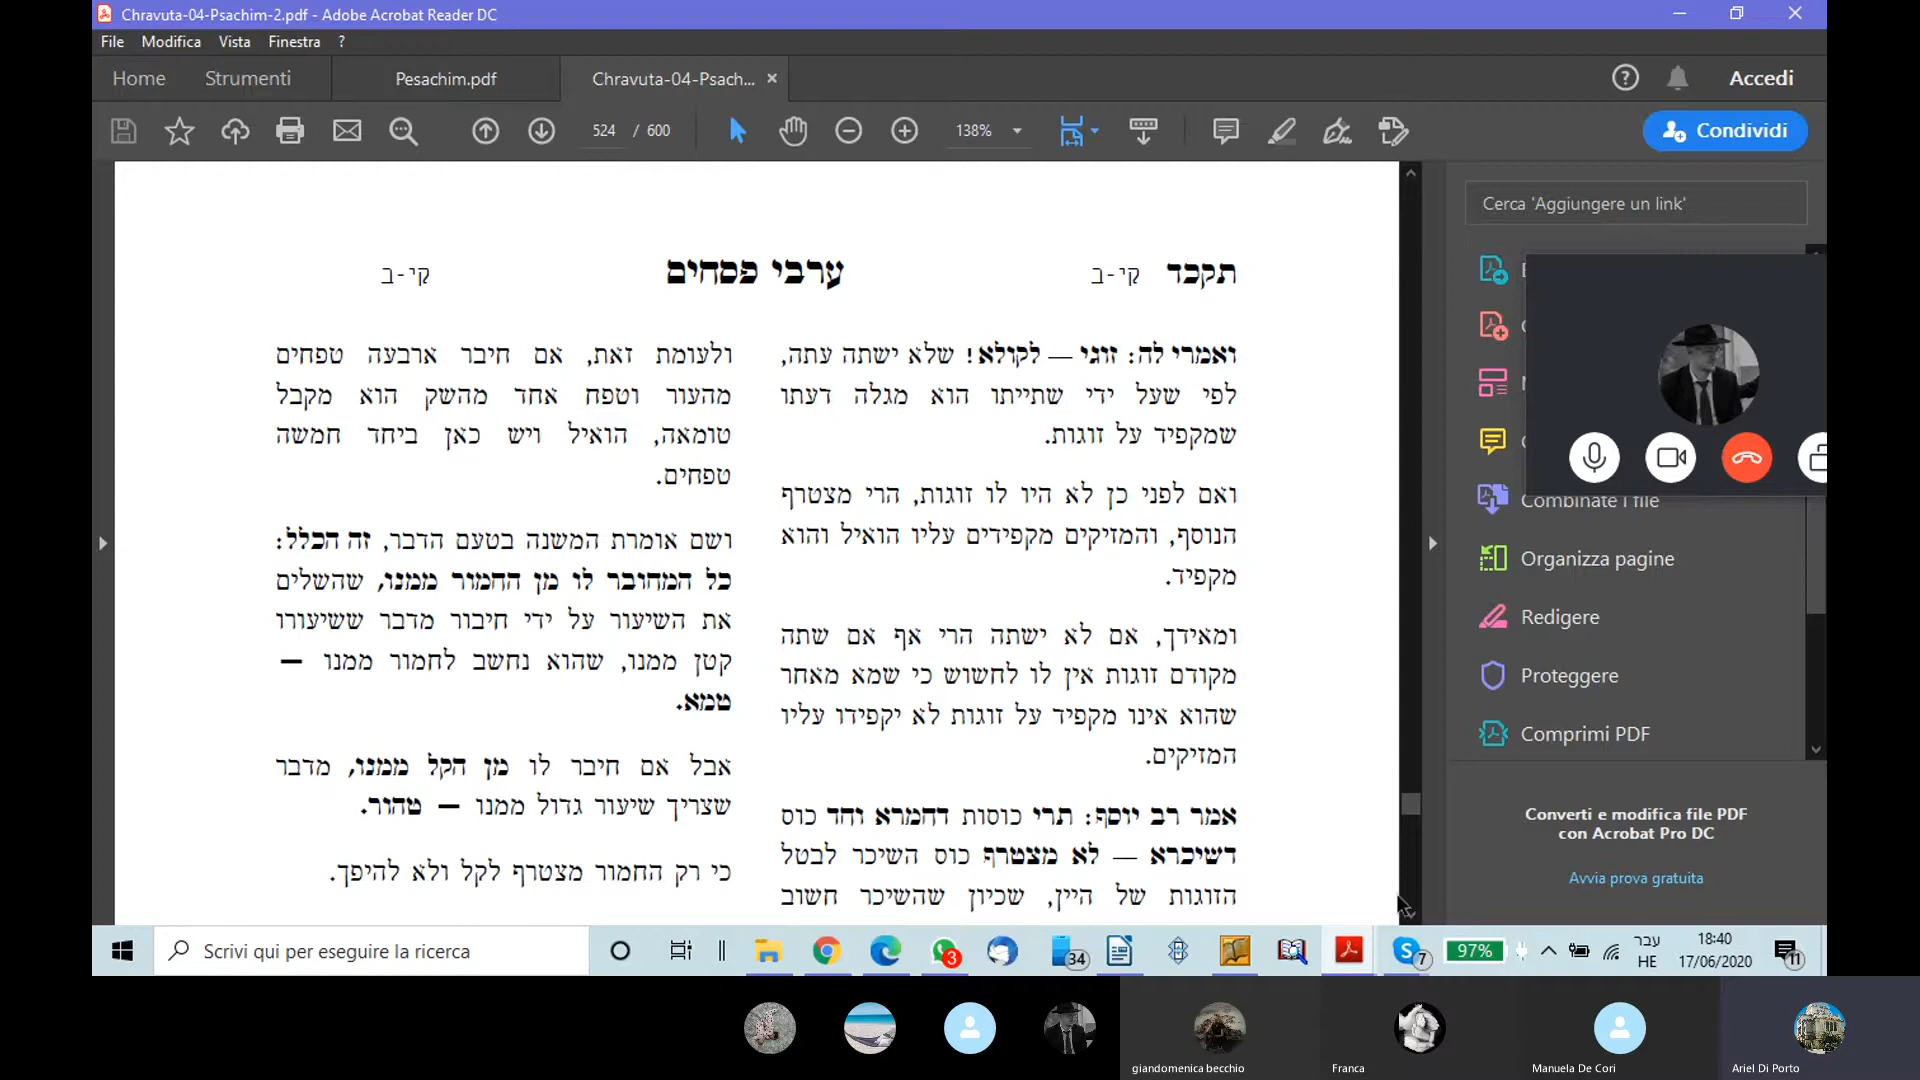 Chravuta-04-Psachim-2.pdf - Adobe Acrobat Reader DC
File Modifica Vista Finestra ?
Home Strumenti Pesachim.pdf Chravuta-04-Psach... × Accedi
524 / 600 138% Condividi
Cerca 'Aggiungere un link'
Combinate i file
Organizza pagine
Redigere
Proteggere
Comprimi PDF
Converti e modifica file PDF
con Acrobat Pro DC
Avvia prova gratuita
תקכד קי-ב ערבי פסחים קי-ב
ואמרי לה: זוגי — לקולא! שלא ישתה עתה,
לפי שעל ידי שתייתו הוא מגלה דעתו
שמקפיד על זוגות.
ואם לפני כן לא היו לו זוגות, הרי מצטרף
הנוסף, והמזיקים מקפידים עליו הואיל והוא
מקפיד.
ומאידך, אם לא ישתה הרי אף אם שתה
מקודם זוגות אין לו לחשוש כי שמא מאחר
שהוא אינו מקפיד על זוגות לא יקפידו עליו
המזיקים.
אמר רב יוסף: תרי כוסות דחמרא וחד כוס
דשיכרא — לא מצטרף כוס השיכר לבטל
הזוגות של היין, שכיון שהשיכר חשוב
ולעומת זאת, אם חיבר ארבעה טפחים
מהעור וטפח אחד מהשק הוא מקבל
טומאה, הואיל ויש כאן ביחד חמשה
טפחים.
ושם אומרת המשנה בטעם הדבר, זה הכלל:
כל המחובר לו מן החמור ממנו, שהשלים
את השיעור על ידי חיבור מדבר ששיעורו
קטן ממנו, שהוא נחשב לחמור ממנו —
טמא.
אבל אם חיבר לו מן הקל ממנו, מדבר
שצריך שיעור גדול ממנו — טהור.
כי רק החמור מצטרף לקל ולא להיפך.
Scrivi qui per eseguire la ricerca
3
34
7
97%
עבר
HE
18:40
17/06/2020
11
giandomenica becchio
Franca
Manuela De Cori
Ariel Di Porto